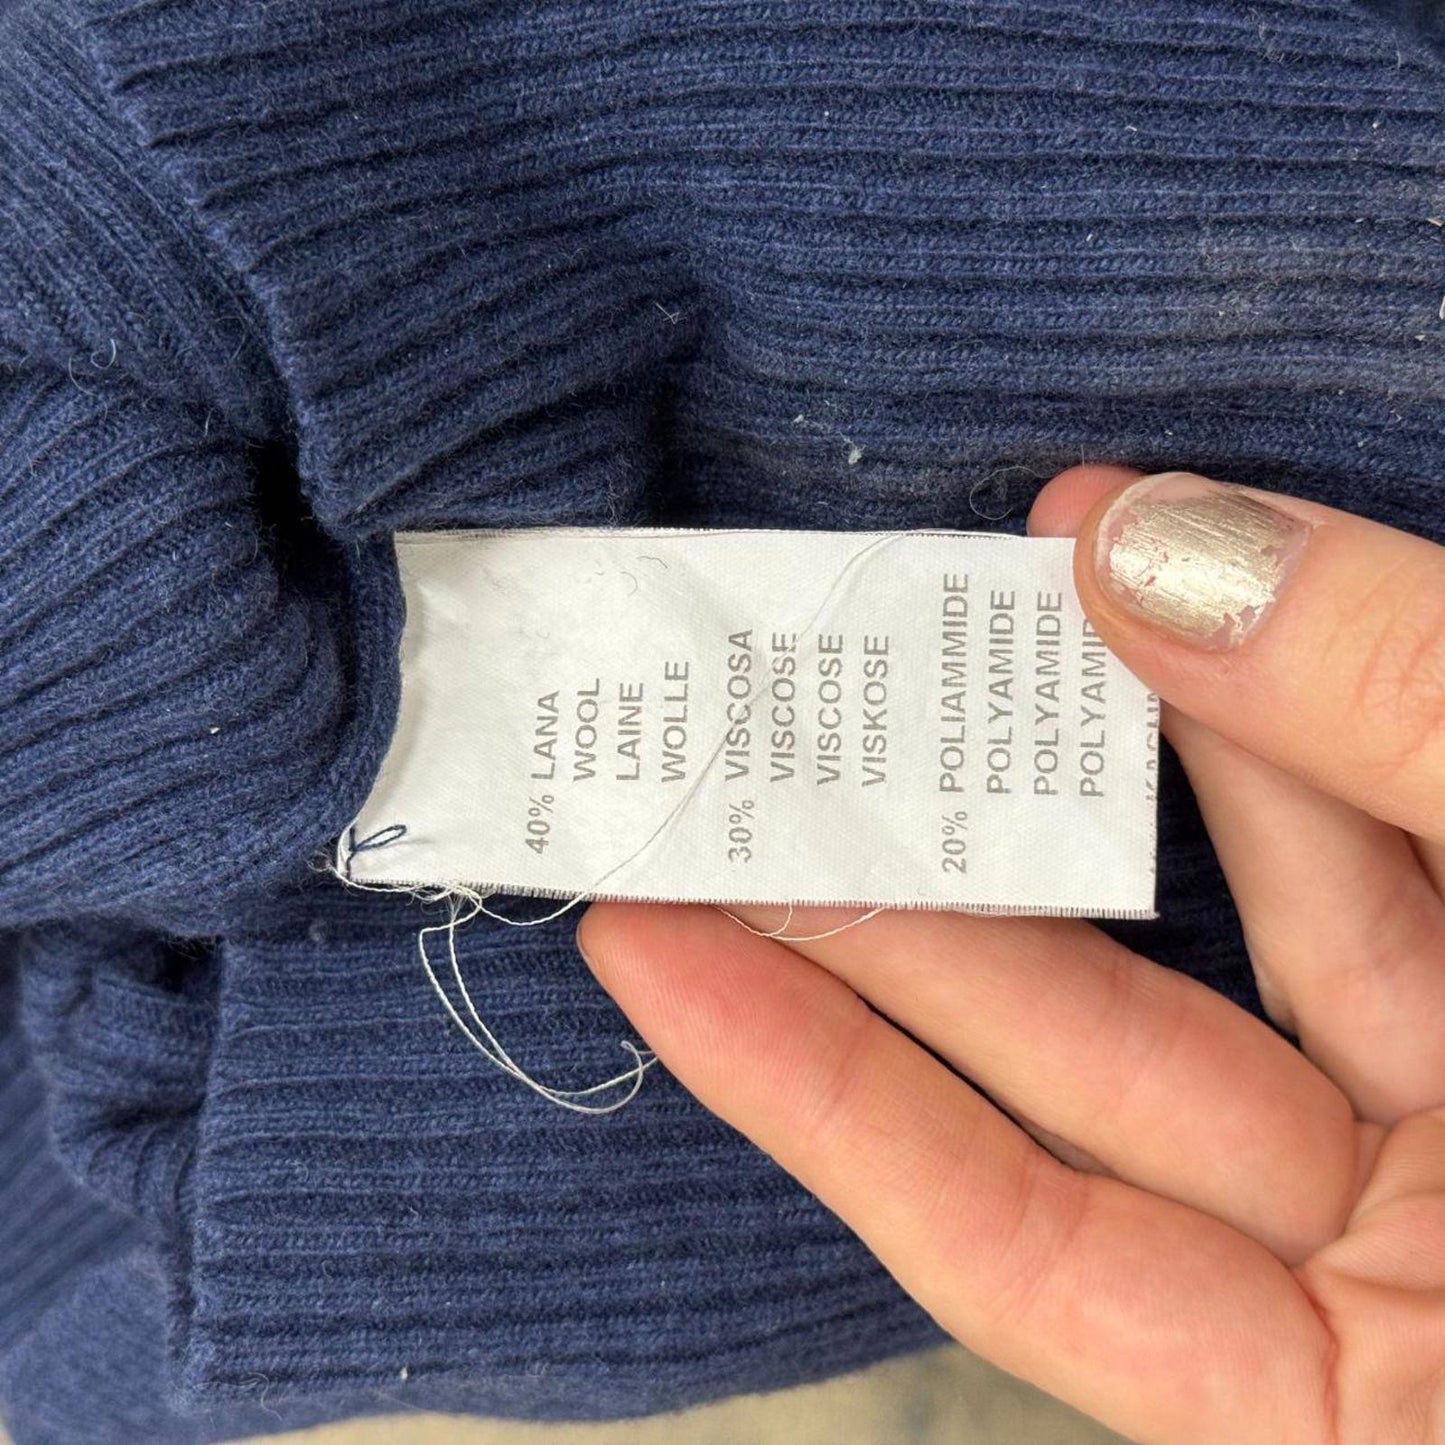 40% LANA
WOOL
LAINE
WOLLE
30% VISCOSA
VISCOSE
VISCOSE
VISKOSE
20% POLIAMMIDE
POLYAMIDE
POLYAMIDE